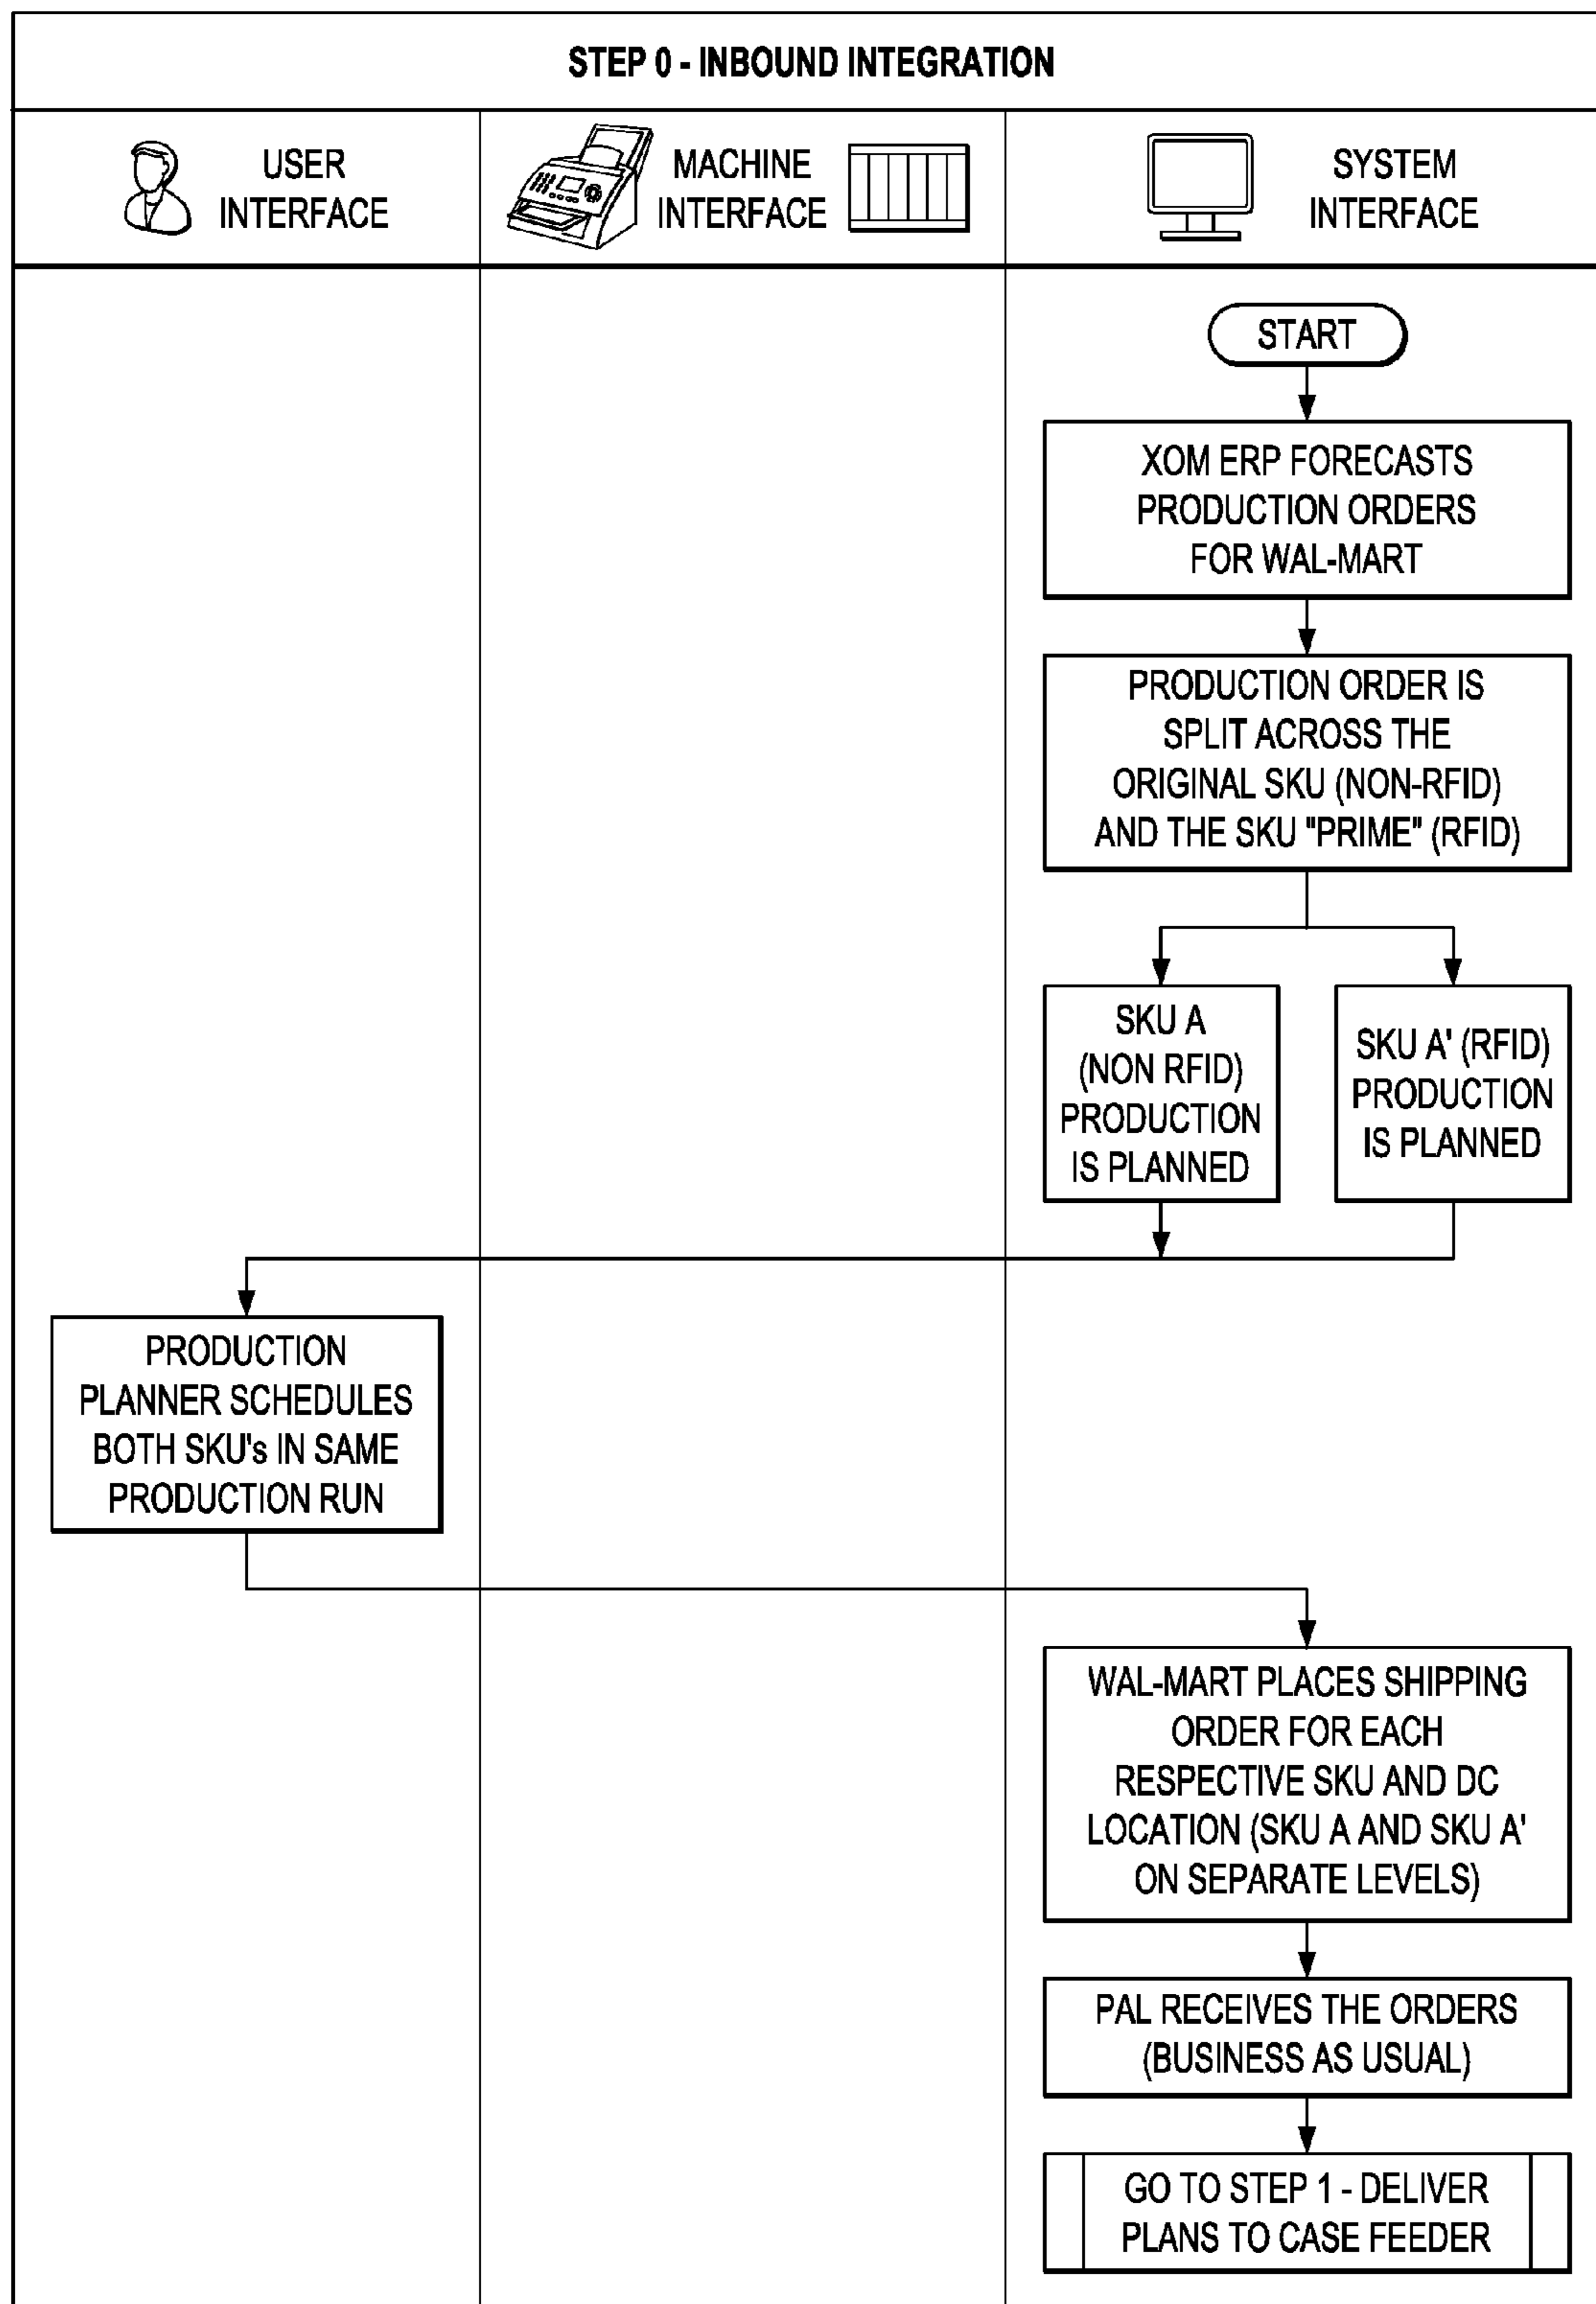 STEP 0 - INBOUND INTEGRATION
USER
INTERFACE
MACHINE
INTERFACE
SYSTEM
INTERFACE
START
XOM ERP FORECASTS
PRODUCTION ORDERS
FOR WAL-MART
PRODUCTION ORDER IS
SPLIT ACROSS THE
ORIGINAL SKU (NON-RFID)
AND THE SKU "PRIME" (RFID)
SKU A
(NON RFID)
PRODUCTION
IS PLANNED
SKU A' (RFID)
PRODUCTION
IS PLANNED
PRODUCTION
PLANNER SCHEDULES
BOTH SKU's IN SAME
PRODUCTION RUN
WAL-MART PLACES SHIPPING
ORDER FOR EACH
RESPECTIVE SKU AND DC
LOCATION (SKU A AND SKU A'
ON SEPARATE LEVELS)
PAL RECEIVES THE ORDERS
(BUSINESS AS USUAL)
GO TO STEP 1 - DELIVER
PLANS TO CASE FEEDER